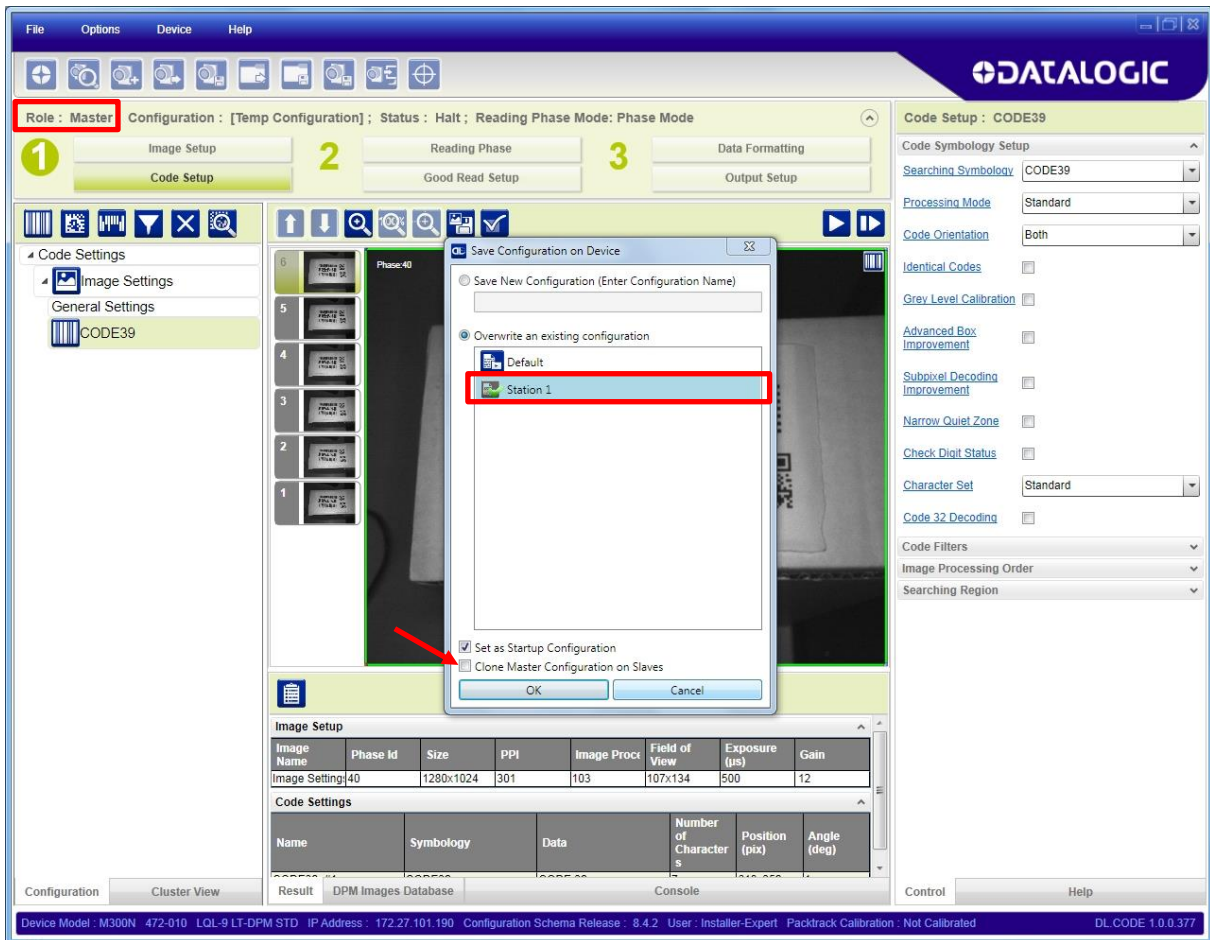 File Options Device Help
DATALOGIC
Role : Master Configuration : [Temp Configuration] ; Status : Halt ; Reading Phase Mode: Phase Mode
1
Image Setup
Code Setup
2
Reading Phase
Good Read Setup
3
Data Formatting
Output Setup
Code Settings
Image Settings
General Settings
CODE39
100%
6
5
4
3
2
1
Phase:40
Save Configuration on Device
Save New Configuration (Enter Configuration Name)
Overwrite an existing configuration
Default
Station 1
Set as Startup Configuration
Clone Master Configuration on Slaves
OK Cancel
Image Setup
Image Name Phase Id Size PPI Image Proce Field of View Exposure (µs) Gain
Image Setting: 40 1280x1024 301 103 107x134 500 12
Code Settings
Name Symbology Data Number of Characters Position (pix) Angle (deg)
Configuration Cluster View
Result DPM Images Database Console
Code Setup : CODE39
Code Symbology Setup
Searching Symbology CODE39
Processing Mode Standard
Code Orientation Both
Identical Codes
Grey Level Calibration
Advanced Box
Improvement
Subpixel Decoding
Improvement
Narrow Quiet Zone
Check Digit Status
Character Set Standard
Code 32 Decoding
Code Filters
Image Processing Order
Searching Region
Control Help
Device Model : M300N 472-010 LQL-9 LT-DPM STD IP Address : 172.27.101.190 Configuration Schema Release : 8.4.2 User : Installer-Expert Packtrack Calibration : Not Calibrated DL.CODE 1.0.0.377